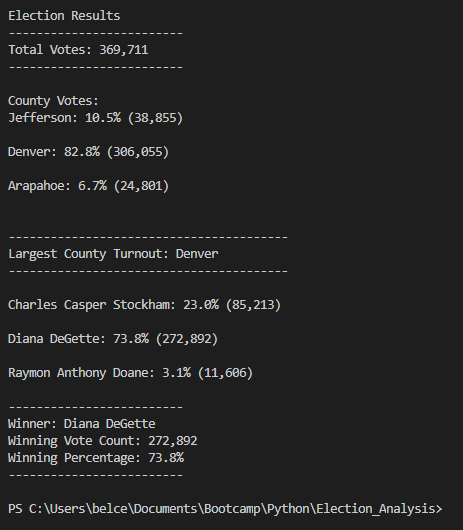 Election Results
-------------------------
Total Votes: 369,711
-------------------------
County Votes:
Jefferson: 10.5% (38,855)
Denver: 82.8% (306,055)
Arapahoe: 6.7% (24,801)
----------------------------------------
Largest County Turnout: Denver
----------------------------------------
Charles Casper Stockham: 23.0% (85,213)
Diana DeGette: 73.8% (272,892)
Raymon Anthony Doane: 3.1% (11,606)
-------------------------
Winner: Diana DeGette
Winning Vote Count: 272,892
Winning Percentage: 73.8%
-------------------------
PS C:\Users\belce\Documents\Bootcamp\Python\Election_Analysis>